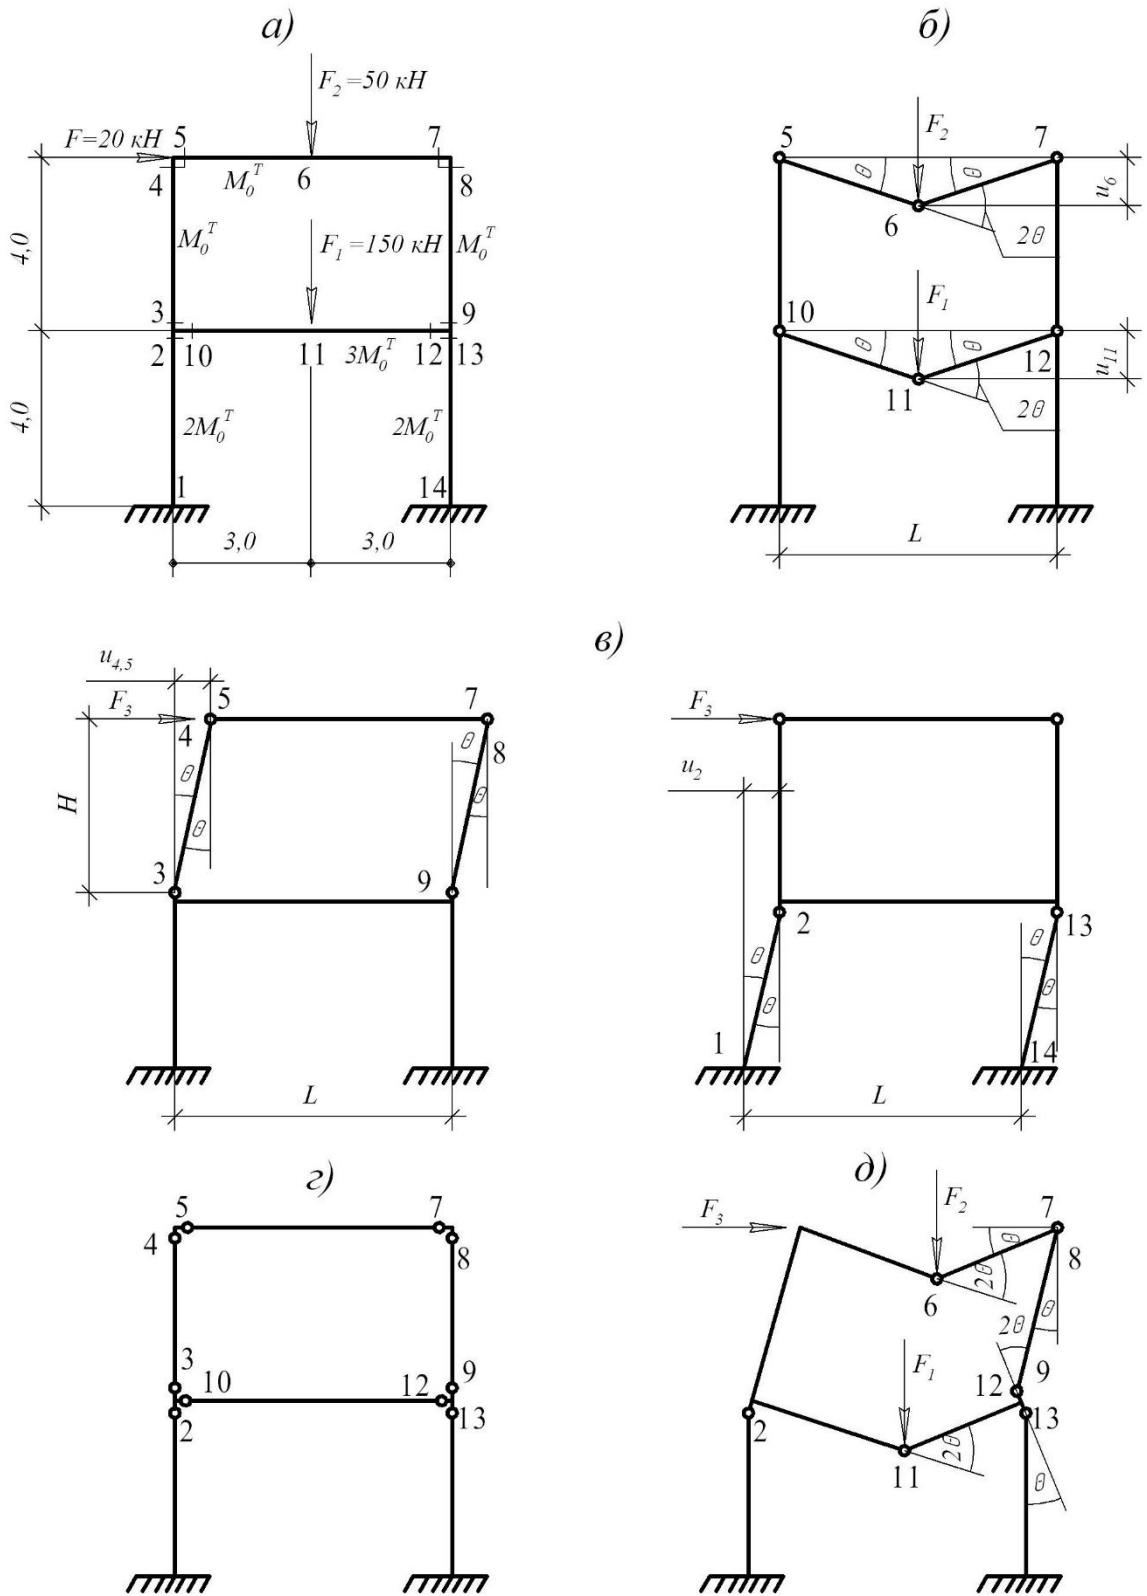 а)
F₂=50 кН
F=20 кН
5
7
4
M₀ᵀ
6
8
4,0
M₀ᵀ
F₁=150 кН
M₀ᵀ
3
9
2
10
11
3M₀ᵀ
12
13
4,0
2M₀ᵀ
2M₀ᵀ
1
14
3,0
3,0
б)
5
F₂
7
θ
θ
u₆
6
2θ
10
F₁
θ
θ
12
u₁₁
11
2θ
L
в)
u₄,₅
F₃
5
7
4
8
θ
θ
H
θ
θ
3
9
L
F₃
u₂
2
13
θ
θ
θ
θ
1
14
L
г)
5
7
4
8
3
9
10
12
2
13
д)
F₃
F₂
7
θ
8
2θ
6
θ
2θ
F₁
12
9
2
13
2θ
11
θ